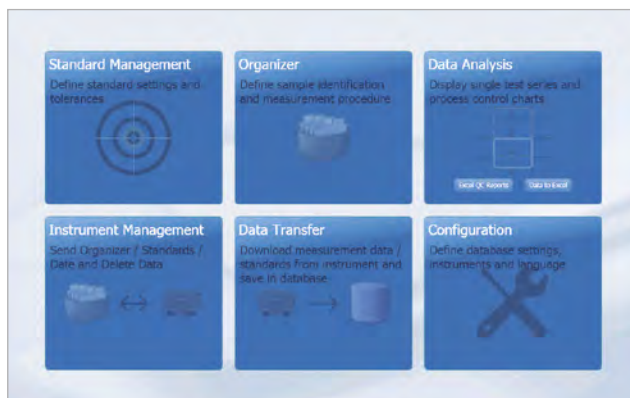 Standard Management
Define standard settings and
tolerances
Organizer
Define sample identification
and measurement procedure
Data Analysis
Display single test series and
process control charts
Excel QC Reports
Data to Excel
Instrument Management
Send Organizer / Standards /
Date and Delete Data
Data Transfer
Download measurement data /
standards from instrument and
save in database
Configuration
Define database settings,
instruments and language